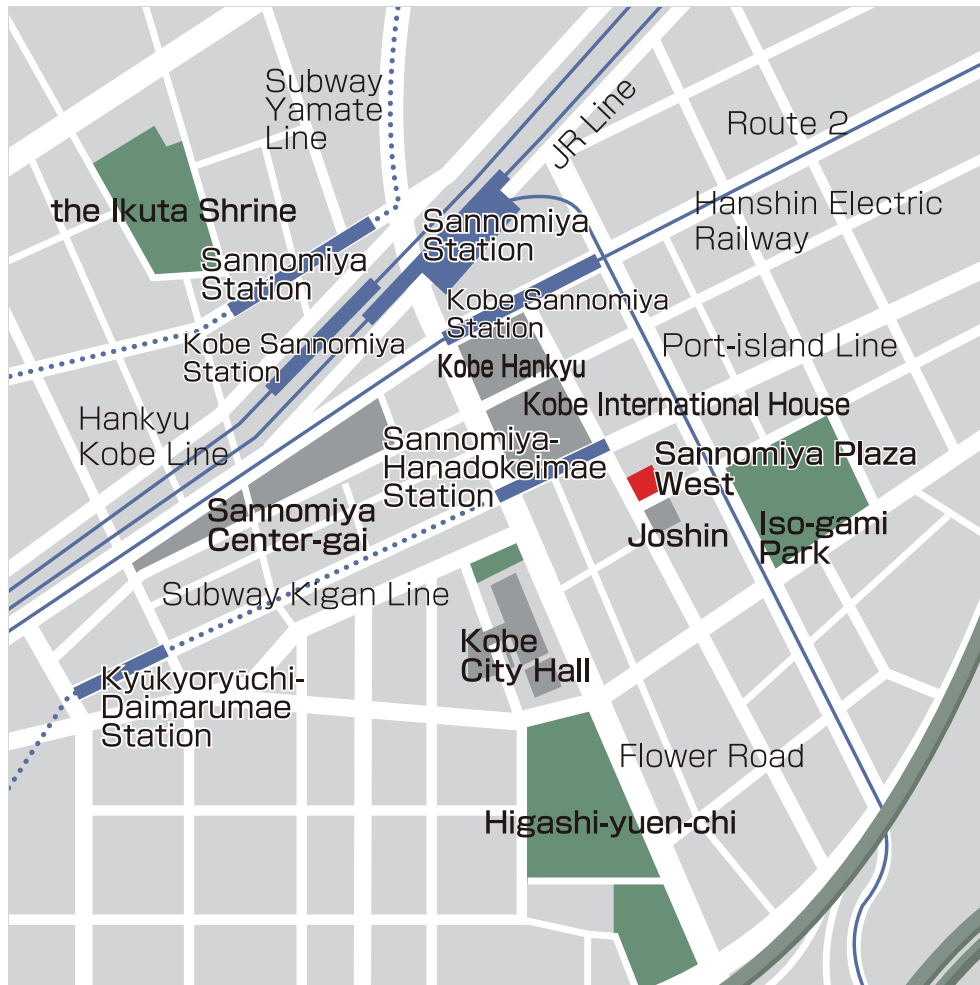 Subway
Yamate
Line
JR Line
Route 2
the Ikuta Shrine
Sannomiya
Station
Hanshin Electric
Railway
Sannomiya
Station
Kobe Sannomiya
Station
Kobe Sannomiya
Station
Port-island Line
Kobe Hankyu
Kobe International House
Hankyu
Kobe Line
Sannomiya-
Hanadokeimae
Station
Sannomiya Plaza
West
Sannomiya
Center-gai
Joshin
Iso-gami
Park
Subway Kigan Line
Kobe
City Hall
Kyūkyoryūchi-
Daimarumae
Station
Flower Road
Higashi-yuen-chi